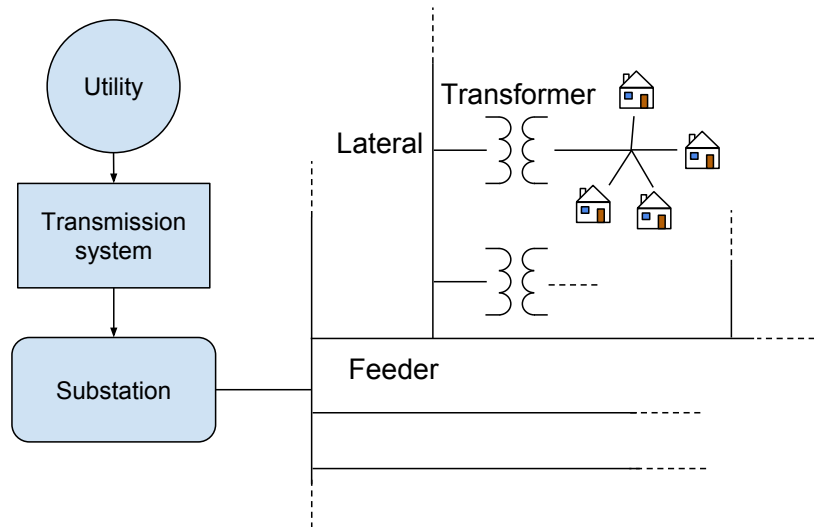 Utility
Transformer
Lateral
Transmission
system
Feeder
Substation